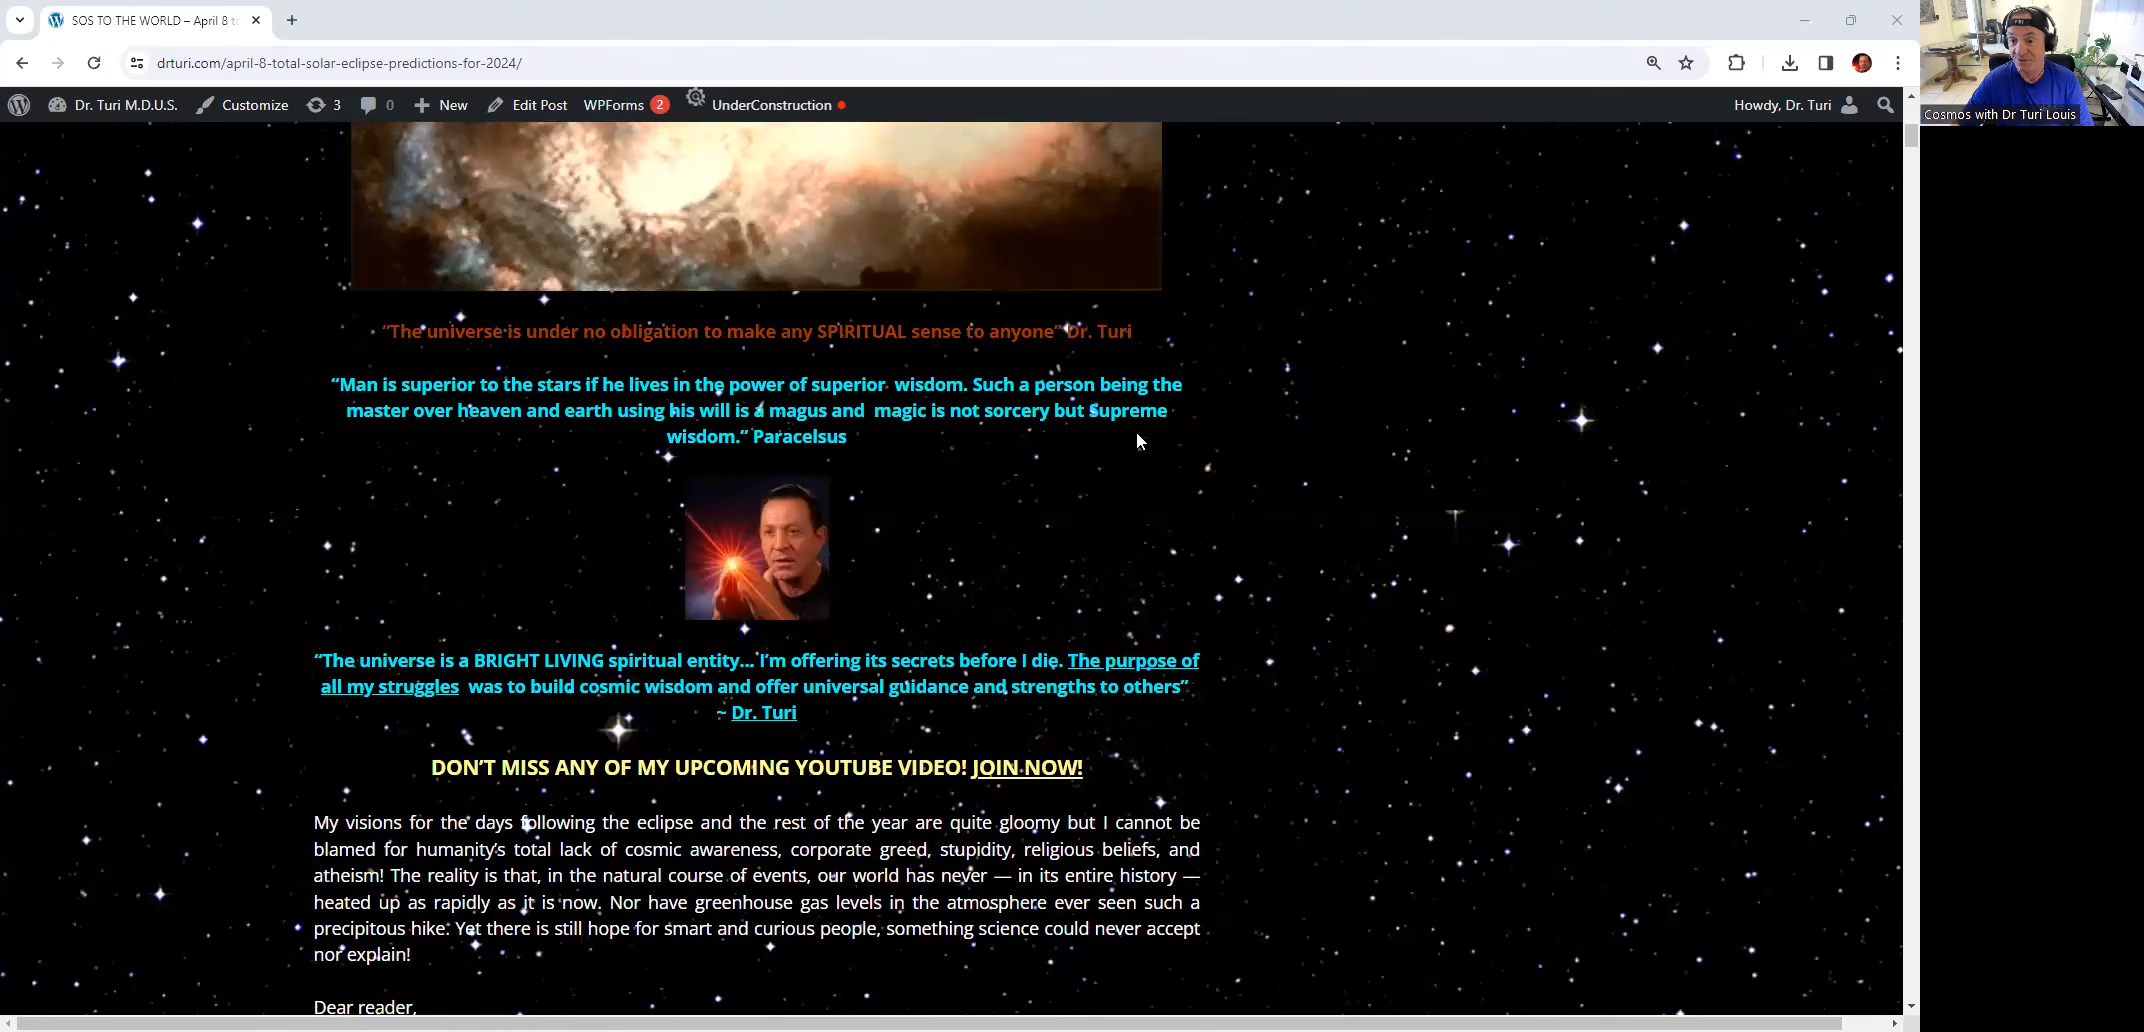 SOS TO THE WORLD – April 8 to
drturi.com/april-8-total-solar-eclipse-predictions-for-2024/
Dr. Turi M.D.U.S. Customize 3 0 New Edit Post WPForms 2 UnderConstruction Howdy, Dr. Turi
Cosmos with Dr Turi Louis
"The universe is under no obligation to make any SPIRITUAL sense to anyone" Dr. Turi
“Man is superior to the stars if he lives in the power of superior wisdom. Such a person being the
master over heaven and earth using his will is a magus and magic is not sorcery but Supreme
wisdom.” Paracelsus
“The universe is a BRIGHT LIVING spiritual entity… I’m offering its secrets before I die. The purpose of
all my struggles was to build cosmic wisdom and offer universal guidance and strengths to others”
~ Dr. Turi
DON’T MISS ANY OF MY UPCOMING YOUTUBE VIDEO! JOIN NOW!
My visions for the days following the eclipse and the rest of the year are quite gloomy but I cannot be
blamed for humanity’s total lack of cosmic awareness, corporate greed, stupidity, religious beliefs, and
atheism! The reality is that, in the natural course of events, our world has never — in its entire history —
heated up as rapidly as it is now. Nor have greenhouse gas levels in the atmosphere ever seen such a
precipitous hike. Yet there is still hope for smart and curious people, something science could never accept
nor explain!
Dear reader,